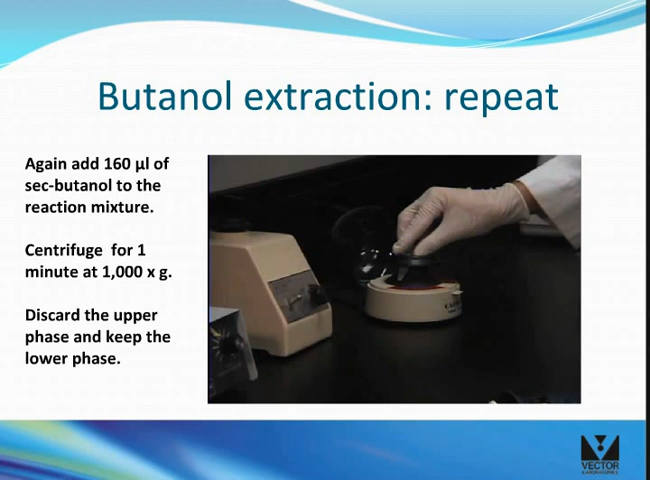 Butanol extraction: repeat
Again add 160 µl of
sec-butanol to the
reaction mixture.
Centrifuge for 1
minute at 1,000 x g.
Discard the upper
phase and keep the
lower phase.
VECTOR
LABORATORIES